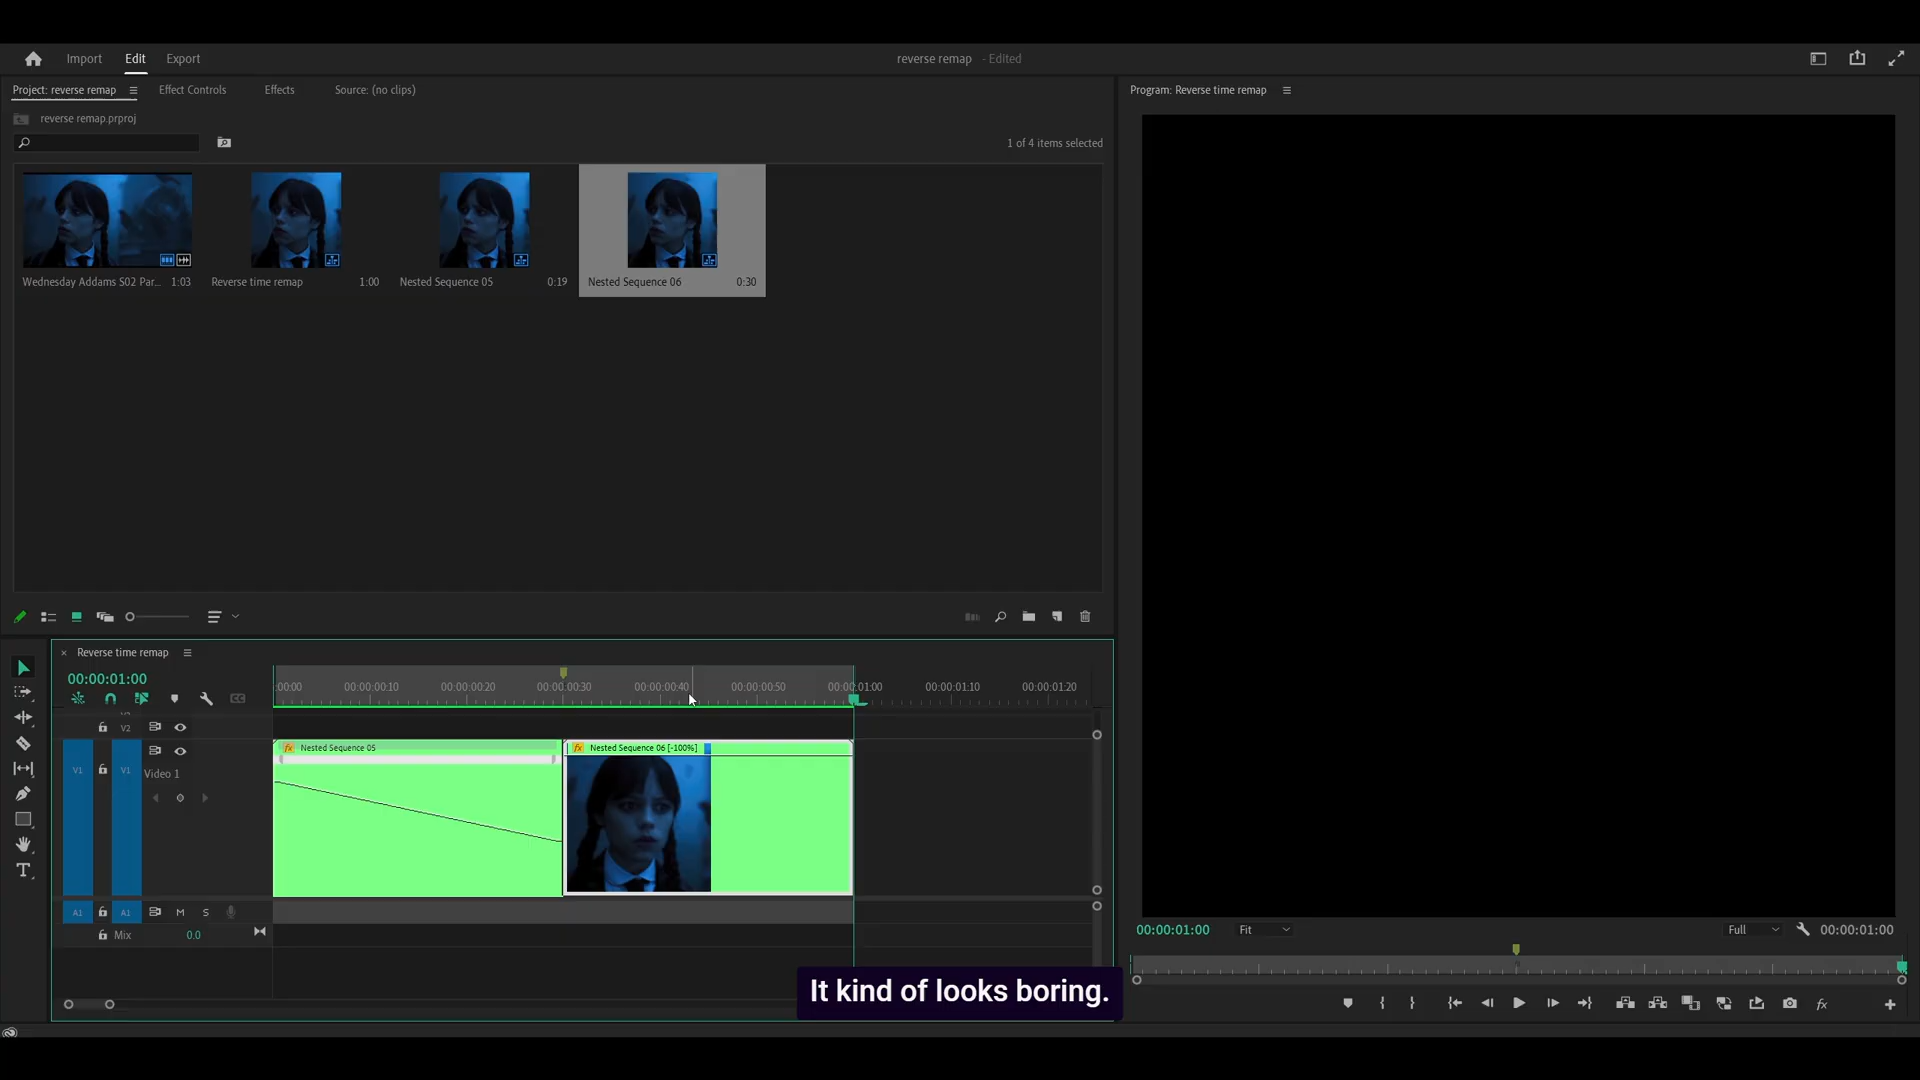 Import Edit Export reverse remap - Edited
Project: reverse remap Effect Controls Effects Source: (no clips)
Program: Reverse time remap
reverse remap.prproj
1 of 4 items selected
Wednesday Addams S02 Par... 1:03
Reverse time remap 1:00
Nested Sequence 05 0:19
Nested Sequence 06 0:30
× Reverse time remap
00:00:01:00
:00:00 00:00:00:10 00:00:00:20 00:00:00:30 00:00:00:40 00:00:00:50 00:00:01:00 00:00:01:10 00:00:01:20
V2
fx Nested Sequence 05
fx Nested Sequence 06 [-100%]
V1 V1 Video 1
A1 A1 M S
Mix 0.0
00:00:01:00 Fit Full 00:00:01:00
It kind of looks boring.
fx